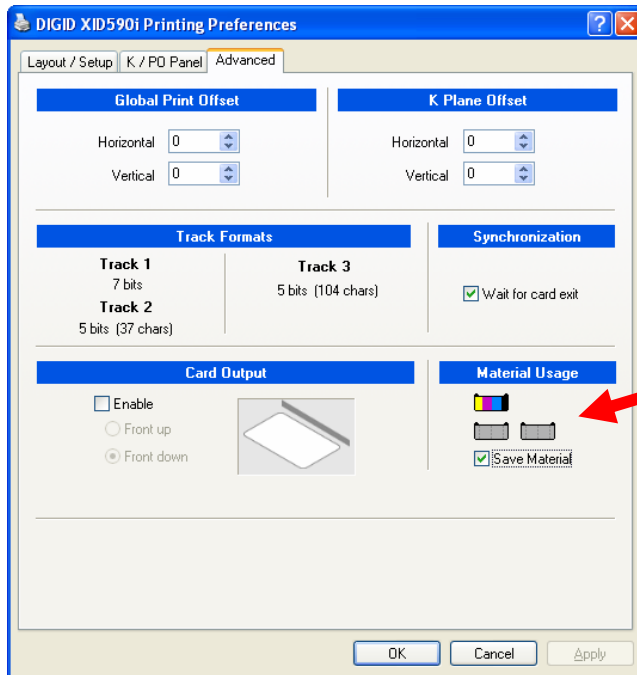 DIGID XID590i Printing Preferences
Layout / Setup K / PO Panel Advanced
Global Print Offset
Horizontal 0
Vertical 0
K Plane Offset
Horizontal 0
Vertical 0
Track Formats
Track 1
7 bits
Track 2
5 bits (37 chars)
Track 3
5 bits (104 chars)
Synchronization
Wait for card exit
Card Output
Enable
Front up
Front down
Material Usage
Save Material
OK Cancel Apply